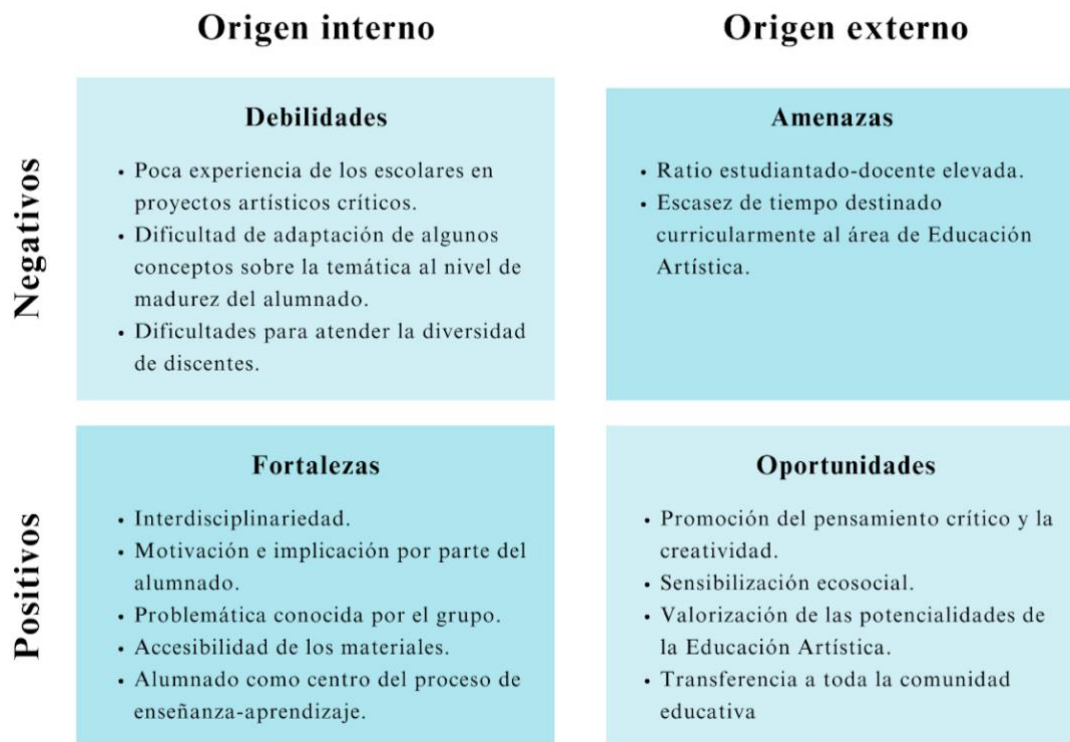 Origen interno
Origen externo
Negativos
Debilidades
• Poca experiencia de los escolares en
proyectos artísticos críticos.
• Dificultad de adaptación de algunos
conceptos sobre la temática al nivel de
madurez del alumnado.
• Dificultades para atender la diversidad
de discentes.
Amenazas
• Ratio estudiantado-docente elevada.
• Escasez de tiempo destinado
curricularmente al área de Educación
Artística.
Positivos
Fortalezas
• Interdisciplinariedad.
• Motivación e implicación por parte del
alumnado.
• Problemática conocida por el grupo.
• Accesibilidad de los materiales.
• Alumnado como centro del proceso de
enseñanza-aprendizaje.
Oportunidades
• Promoción del pensamiento crítico y la
creatividad.
• Sensibilización ecosocial.
• Valorización de las potencialidades de
la Educación Artística.
• Transferencia a toda la comunidad
educativa